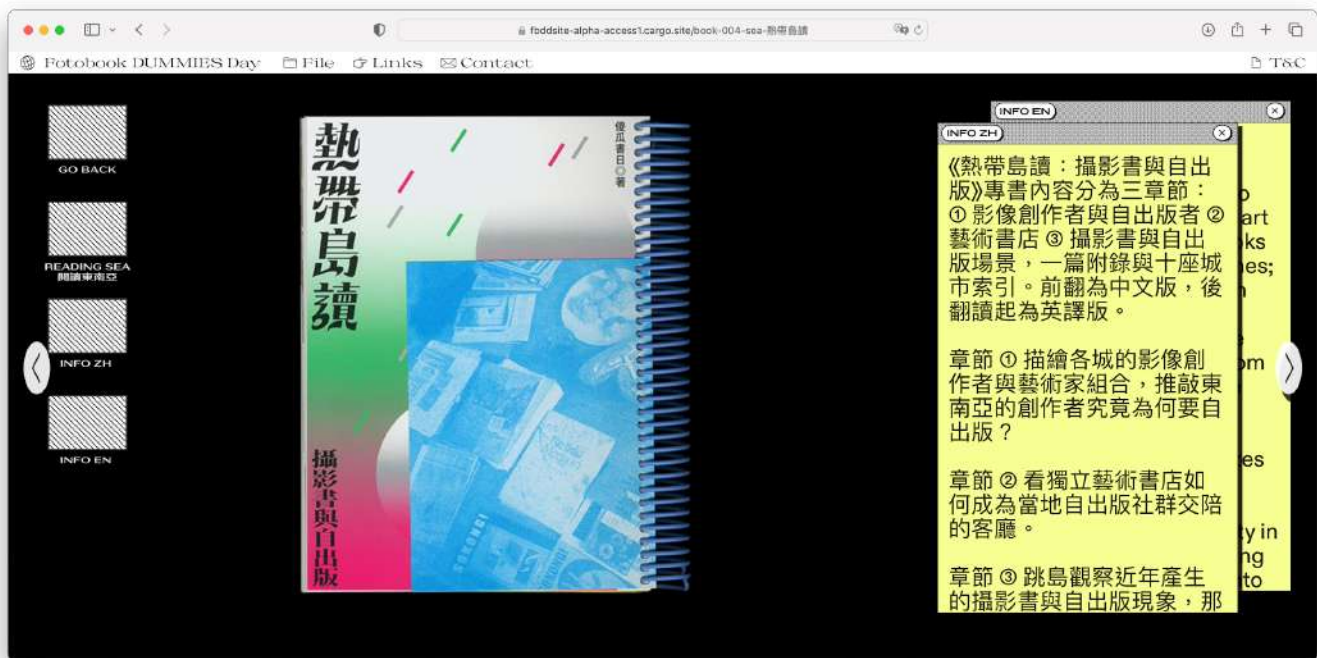 fbddsite-alpha-access1.cargo.site/book-004-sea-熱帶島讀
Fotobook DUMMIES Day
File
Links
Contact
T&C
GO BACK
READING SEA
閱讀東南亞
INFO ZH
INFO EN
熱帶島讀
傻瓜書日◎著
攝影書與自出版
INFO EN
INFO ZH
《熱帶島讀：攝影書與自出
版》專書內容分為三章節：
① 影像創作者與自出版者 ②
藝術書店 ③ 攝影書與自出
版場景，一篇附錄與十座城
市索引。前翻為中文版，後
翻讀起為英譯版。
章節 ① 描繪各城的影像創
作者與藝術家組合，推敲東
南亞的創作者究竟為何要自
出版？
章節 ② 看獨立藝術書店如
何成為當地自出版社群交陪
的客廳。
章節 ③ 跳島觀察近年產生
的攝影書與自出版現象，那